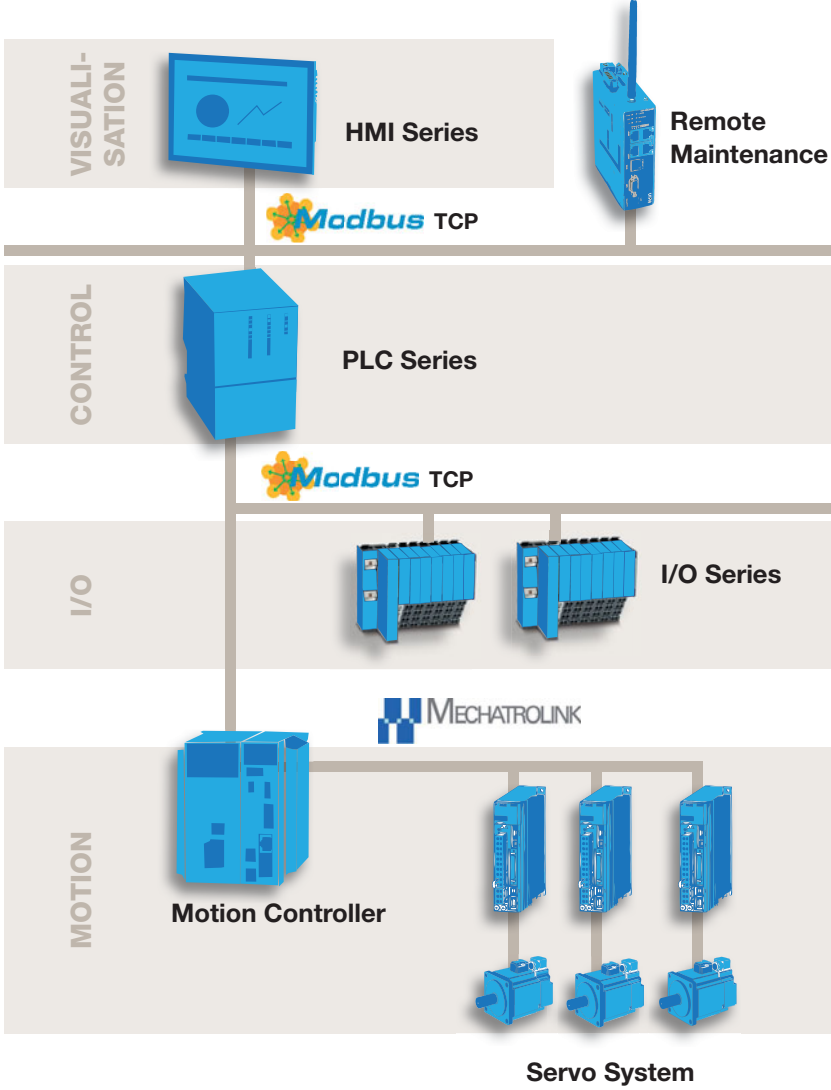 VISUALI-
SATION
HMI Series
Remote
Maintenance
Modbus TCP
CONTROL
PLC Series
Modbus TCP
I/O
I/O Series
MECHATROLINK
MOTION
Motion Controller
Servo System